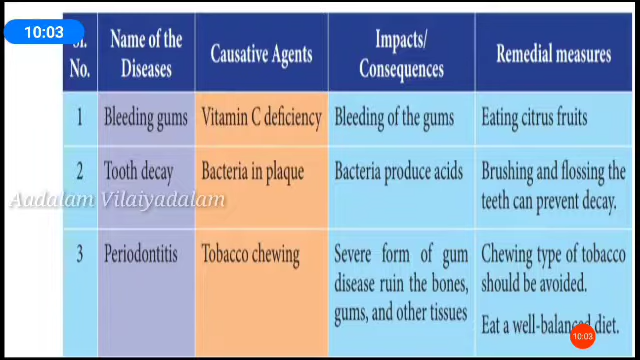 10:03
Sr.
No.
Name of the
Diseases
Causative Agents
Impacts/
Consequences
Remedial measures
1
Bleeding gums
Vitamin C deficiency
Bleeding of the gums
Eating citrus fruits
2
Tooth decay
Bacteria in plaque
Bacteria produce acids
Brushing and flossing the
teeth can prevent decay.
Aadalam Vilaiyadalam
3
Periodontitis
Tobacco chewing
Severe form of gum
disease ruin the bones,
gums, and other tissues
Chewing type of tobacco
should be avoided.
Eat a well-balanced diet.
10:03